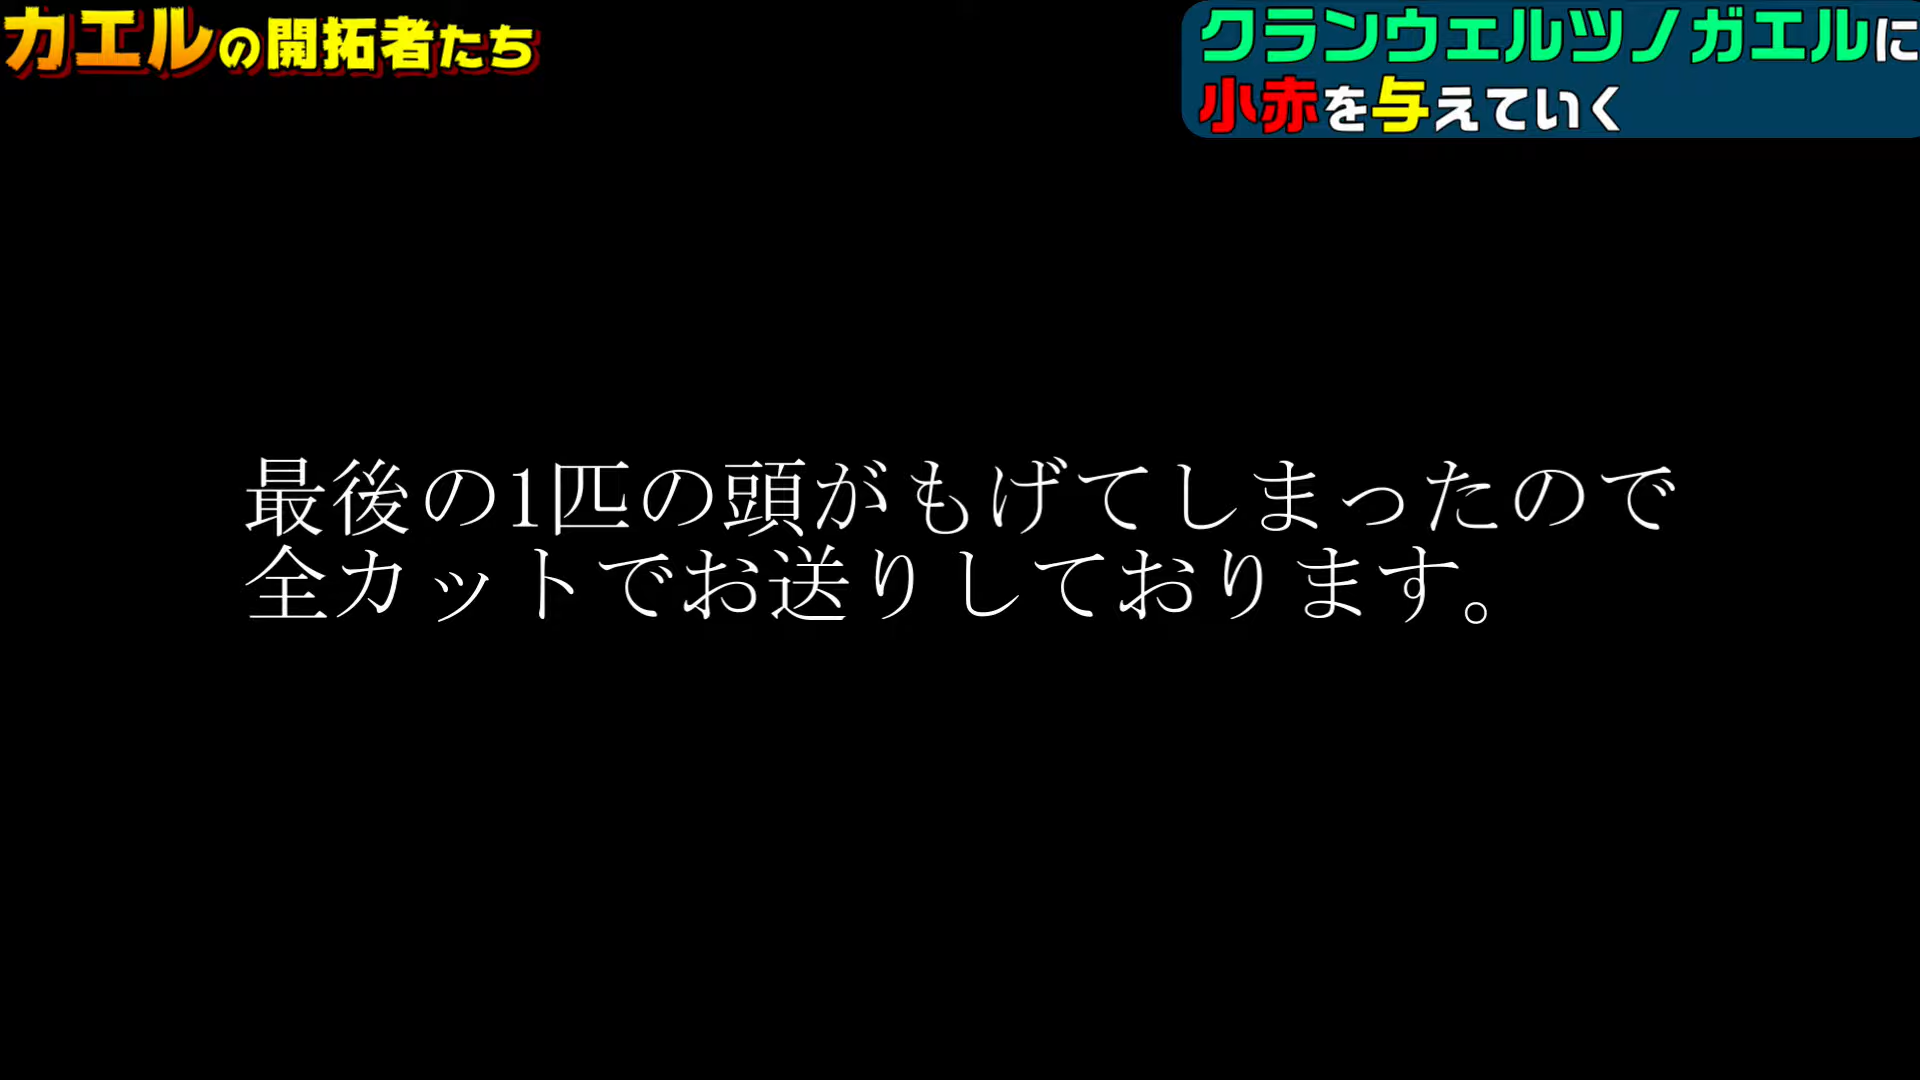 カエルの開拓者たち
クランウェルツノガエルに
小赤を与えていく
最後の1匹の頭がもげてしまったので
全カットでお送りしております。